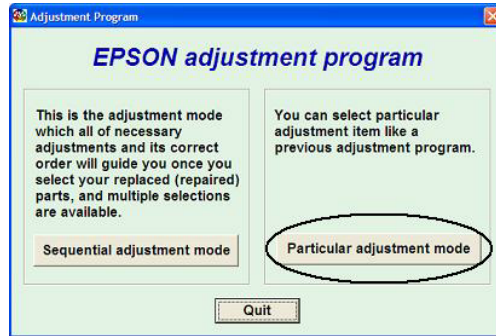 Adjustment Program
EPSON adjustment program
This is the adjustment mode
which all of necessary
adjustments and its correct
order will guide you once you
select your replaced (repaired)
parts, and multiple selections
are available.
Sequential adjustment mode
You can select particular
adjustment item like a
previous adjustment program.
Particular adjustment mode
Quit